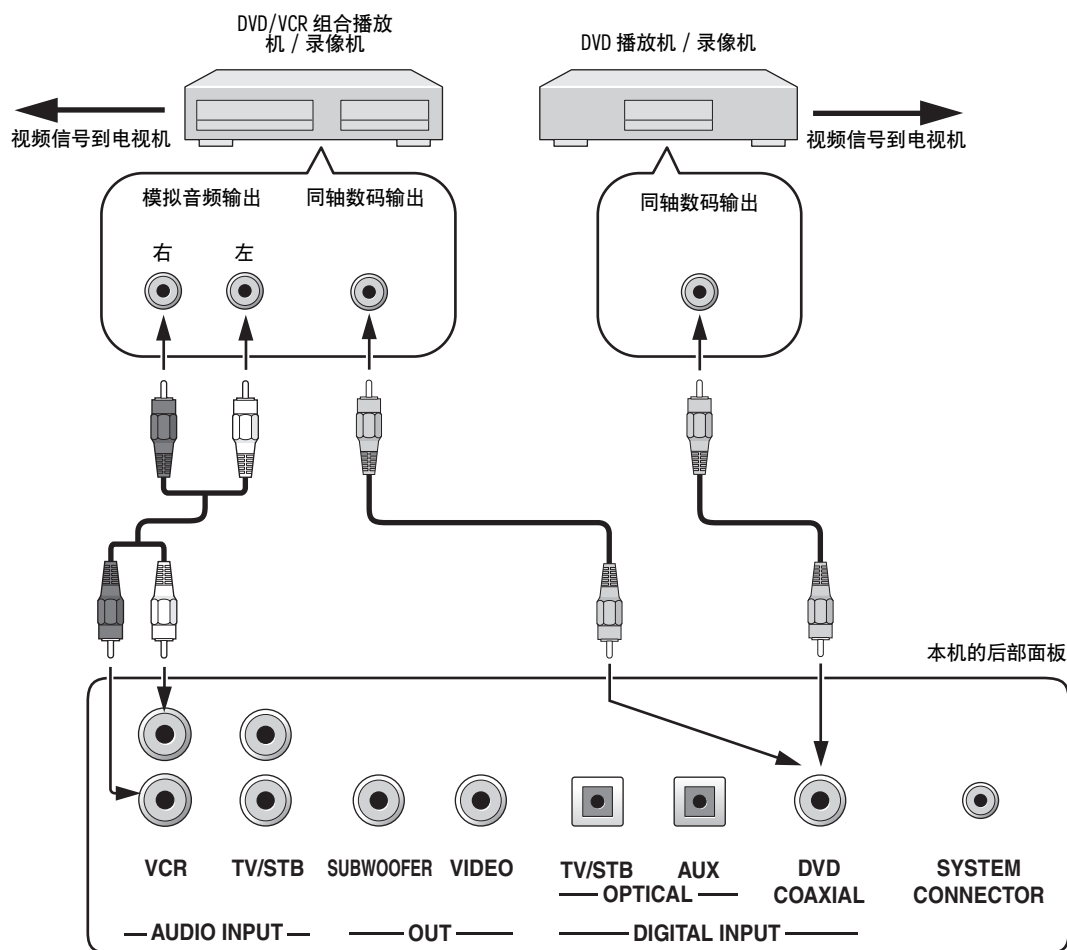 DVD/VCR 组合播放
机 / 录像机
DVD 播放机 / 录像机
视频信号到电视机
视频信号到电视机
模拟音频输出
同轴数码输出
同轴数码输出
右
左
本机的后部面板
VCR
TV/STB
SUBWOOFER
VIDEO
TV/STB
AUX
DVD
COAXIAL
SYSTEM
CONNECTOR
OPTICAL
AUDIO INPUT
OUT
DIGITAL INPUT